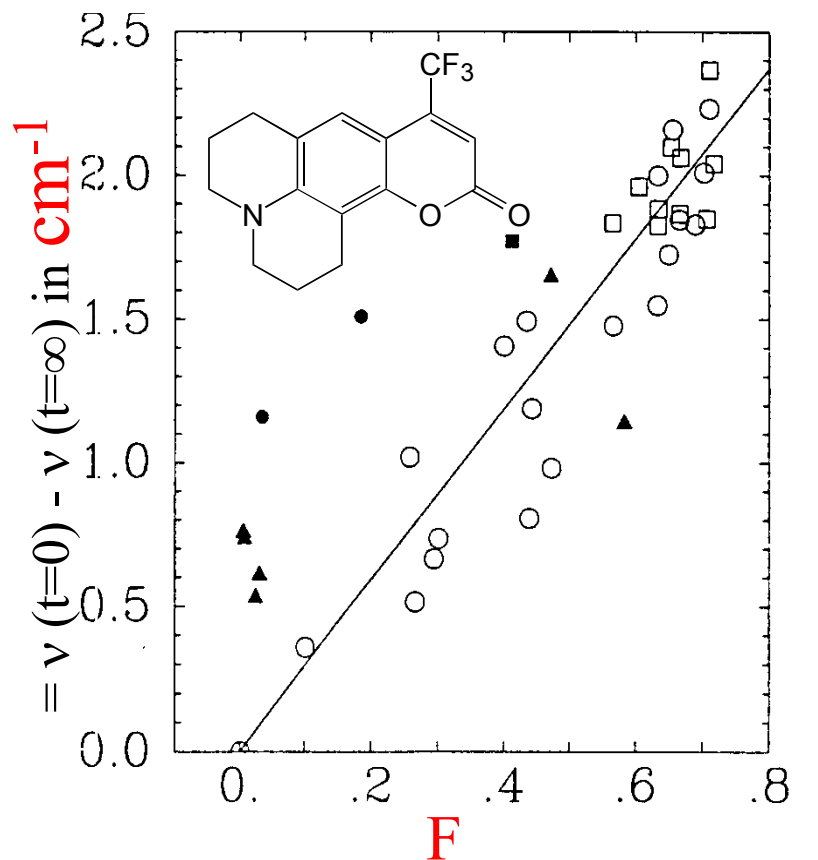 2.5
2.0
1.5
1.0
0.5
0.0
= ν (t=0) - ν (t=∞) in cm⁻¹
CF₃
N
O
O
0. .2 .4 .6 .8
F